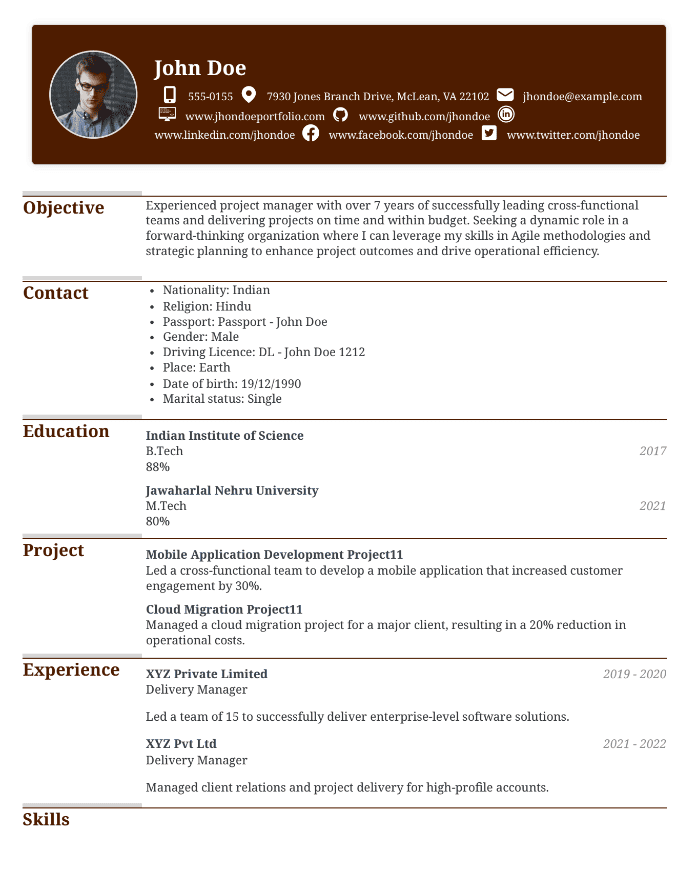 John Doe
555-0155 7930 Jones Branch Drive, McLean, VA 22102 jhondoe@example.com
www.jhondoeportfolio.com www.github.com/jhondoe
www.linkedin.com/jhondoe www.facebook.com/jhondoe www.twitter.com/jhondoe
Objective
Experienced project manager with over 7 years of successfully leading cross-functional
teams and delivering projects on time and within budget. Seeking a dynamic role in a
forward-thinking organization where I can leverage my skills in Agile methodologies and
strategic planning to enhance project outcomes and drive operational efficiency.
Contact
• Nationality: Indian
• Religion: Hindu
• Passport: Passport - John Doe
• Gender: Male
• Driving Licence: DL - John Doe 1212
• Place: Earth
• Date of birth: 19/12/1990
• Marital status: Single
Education
Indian Institute of Science
B.Tech 2017
88%
Jawaharlal Nehru University
M.Tech 2021
80%
Project
Mobile Application Development Project11
Led a cross-functional team to develop a mobile application that increased customer
engagement by 30%.
Cloud Migration Project11
Managed a cloud migration project for a major client, resulting in a 20% reduction in
operational costs.
Experience
XYZ Private Limited 2019 - 2020
Delivery Manager
Led a team of 15 to successfully deliver enterprise-level software solutions.
XYZ Pvt Ltd 2021 - 2022
Delivery Manager
Managed client relations and project delivery for high-profile accounts.
Skills